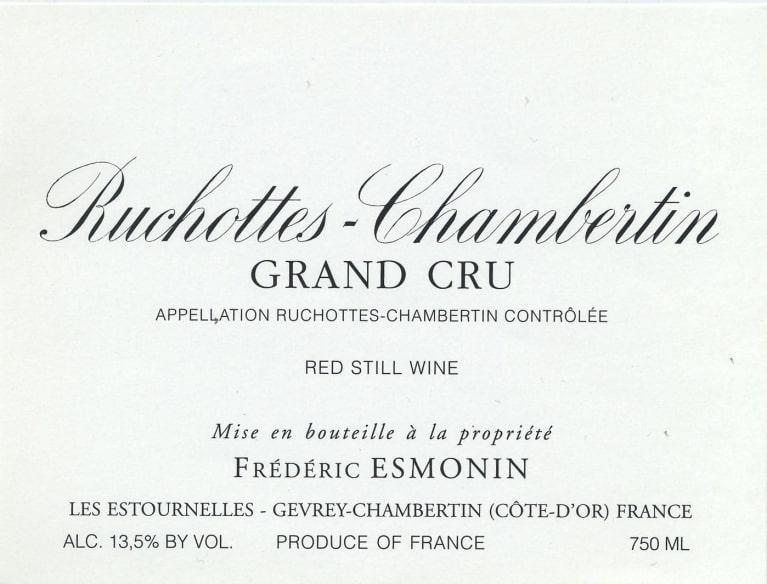 Ruchottes-Chambertin
GRAND CRU
APPELLATION RUCHOTTES-CHAMBERTIN CONTRÔLÉE
RED STILL WINE
Mise en bouteille à la propriété
FRÉDÉRIC ESMONIN
LES ESTOURNELLES - GEVREY-CHAMBERTIN (CÔTE-D'OR) FRANCE
ALC. 13,5% BY VOL. PRODUCE OF FRANCE 750 ML